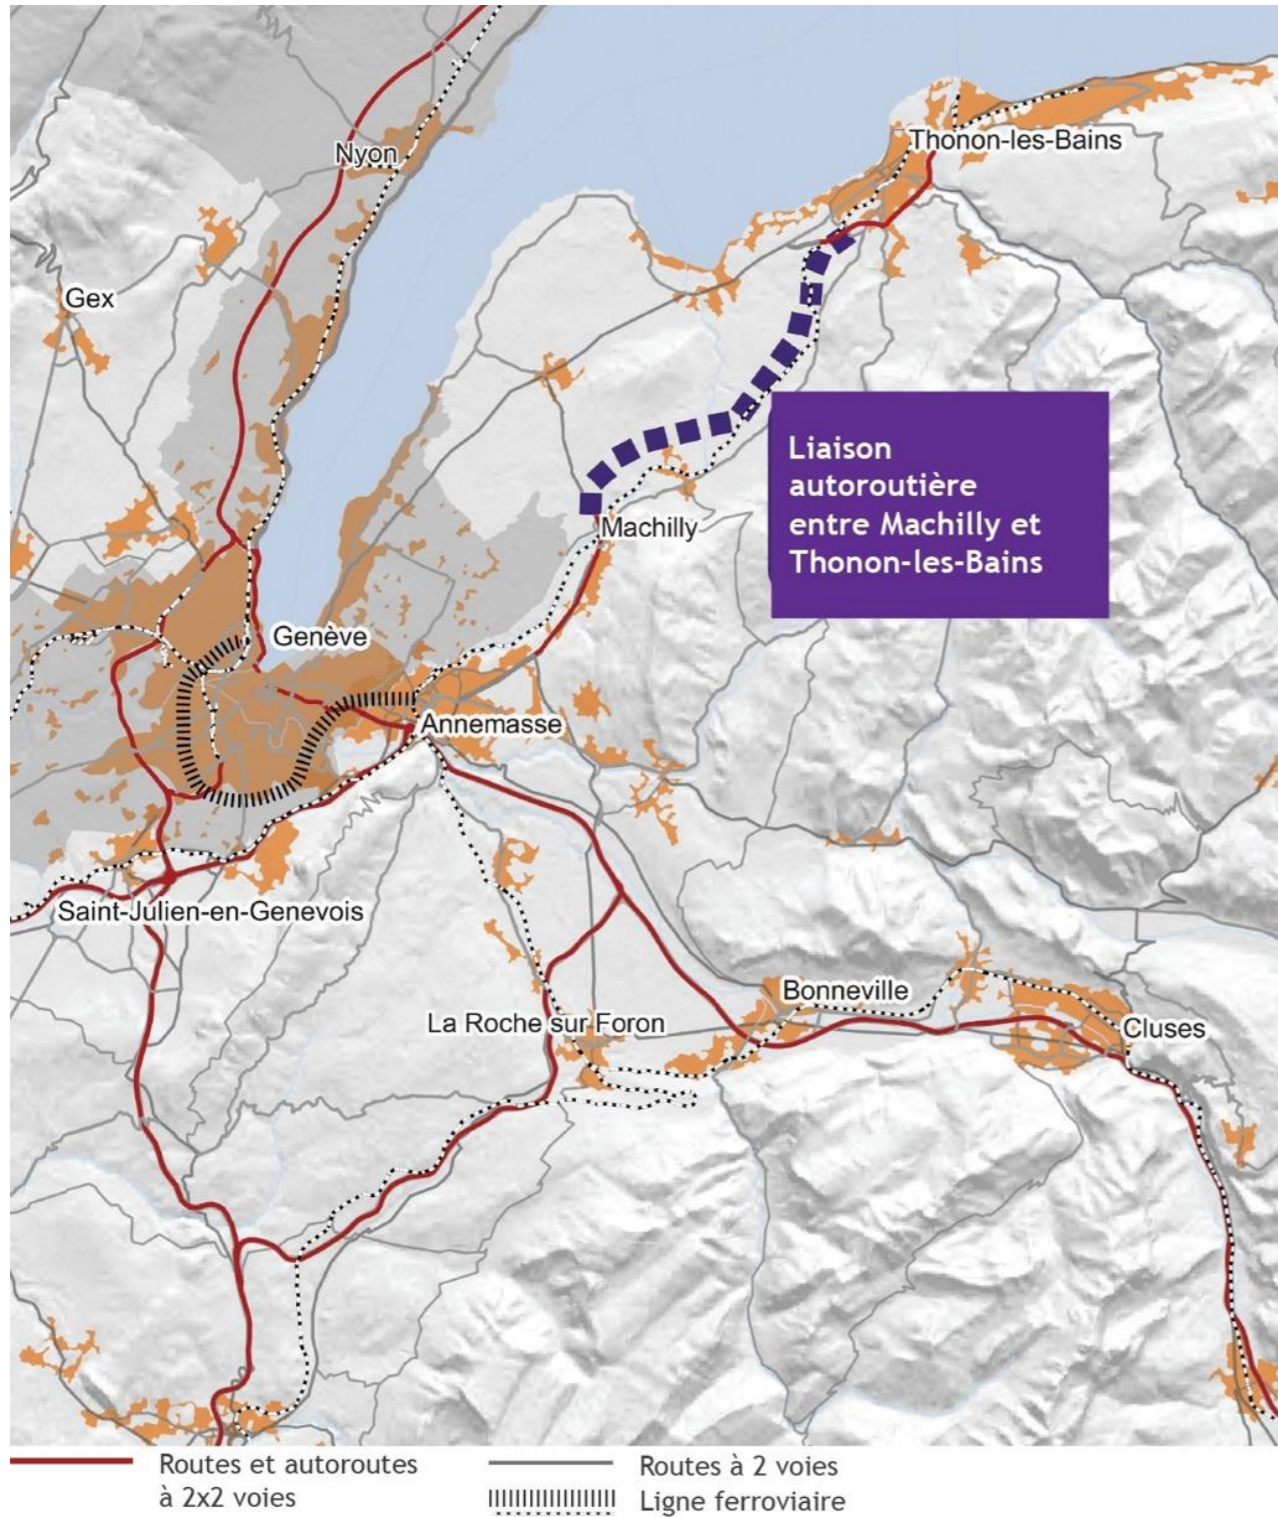 Thonon-les-Bains
Nyon
Gex
Liaison
autoroutière
entre Machilly et
Thonon-les-Bains
Machilly
Genève
Annemasse
Saint-Julien-en-Genevois
Bonneville
La Roche sur Foron
Cluses
Routes et autoroutes
à 2x2 voies
Routes à 2 voies
Ligne ferroviaire